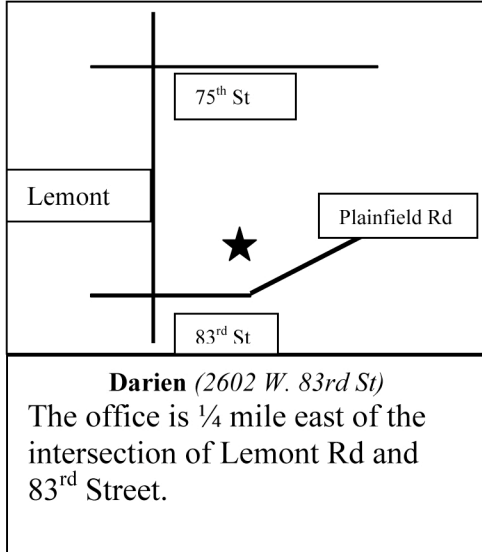 75th St
Lemont
Plainfield Rd
83rd St
Darien (2602 W. 83rd St)
The office is ¼ mile east of the
intersection of Lemont Rd and
83rd Street.